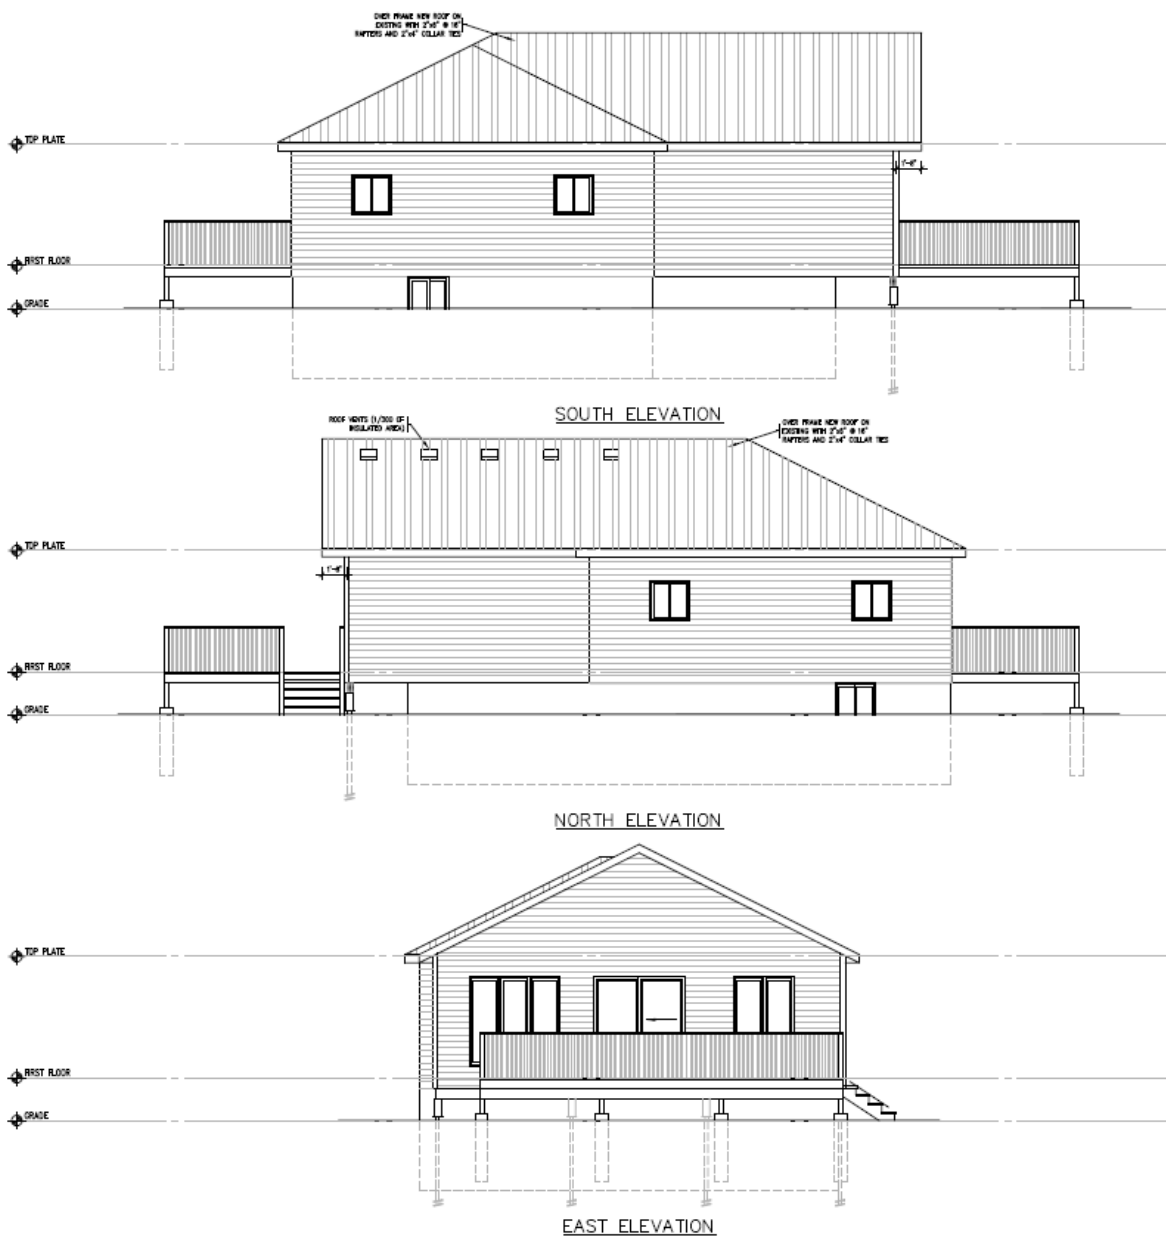 OVER FRAME NEW ROOF ON
EXISTING WITH 2"x6" @ 16"
RAFTERS AND 2"x4" COLLAR TIES
TOP PLATE
1'-6"
FIRST FLOOR
GRADE
SOUTH ELEVATION
ROOF VENTS (1/300 OF
INSULATED AREA)
OVER FRAME NEW ROOF ON
EXISTING WITH 2"x6" @ 16"
RAFTERS AND 2"x4" COLLAR TIES
TOP PLATE
1'-6"
FIRST FLOOR
GRADE
NORTH ELEVATION
TOP PLATE
FIRST FLOOR
GRADE
EAST ELEVATION